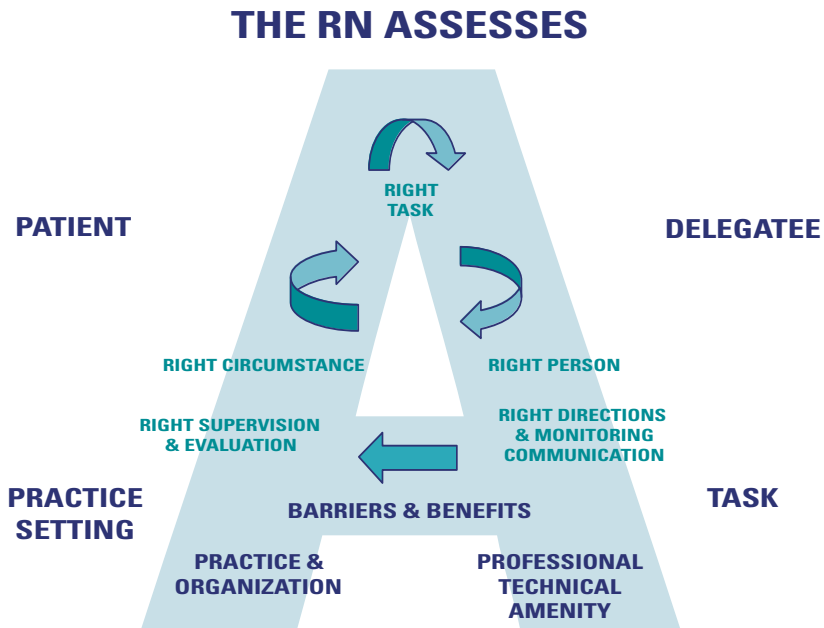 THE RN ASSESSES
RIGHT
TASK
PATIENT
DELEGATEE
RIGHT CIRCUMSTANCE
RIGHT PERSON
RIGHT SUPERVISION
& EVALUATION
RIGHT DIRECTIONS
& MONITORING
COMMUNICATION
PRACTICE
SETTING
BARRIERS & BENEFITS
TASK
PRACTICE &
ORGANIZATION
PROFESSIONAL
TECHNICAL
AMENITY